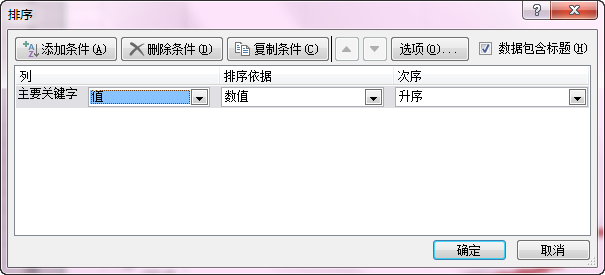 排序
添加条件(A) 删除条件(D) 复制条件(C) 选项(O)... 数据包含标题(H)
列 排序依据 次序
主要关键字 值 数值 升序
确定 取消